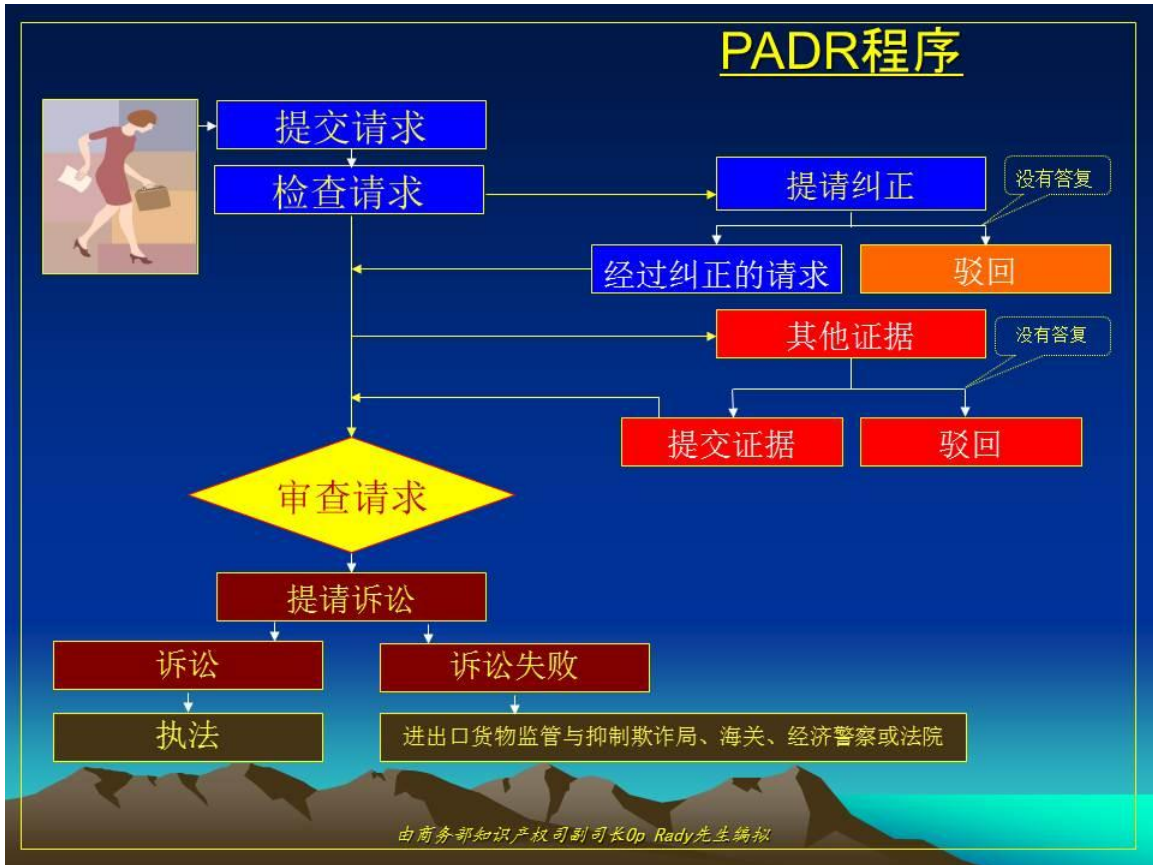 PADR程序
提交请求
检查请求
提请纠正
没有答复
经过纠正的请求
驳回
其他证据
没有答复
提交证据
驳回
审查请求
提请诉讼
诉讼
诉讼失败
执法
进出口货物监管与抑制欺诈局、海关、经济警察或法院
由商务部知识产权司副司长Op Rady先生编拟